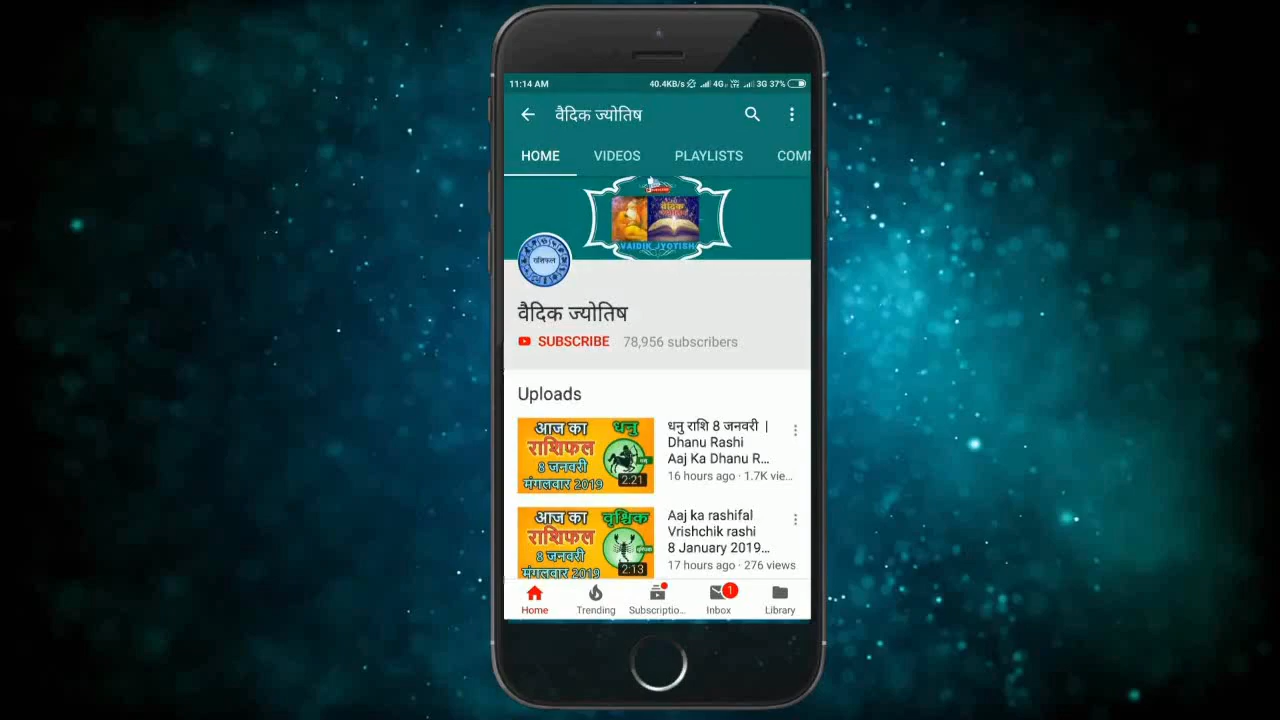 11:14 AM
40.4KB/s 4G 3G 37%
वैदिक ज्योतिष
HOME VIDEOS PLAYLISTS COM
वैदिक
VAIDIK JYOTISH
राशिफल
वैदिक ज्योतिष
SUBSCRIBE 78,956 subscribers
Uploads
आज का धनु
राशिफल
8 जनवरी
मंगलवार 2019
2:21
धनु राशि 8 जनवरी |
Dhanu Rashi
Aaj Ka Dhanu R...
16 hours ago · 1.7K vie...
आज का वृश्चिक
राशिफल
8 जनवरी
मंगलवार 2019
2:13
Aaj ka rashifal
Vrishchik rashi
8 January 2019...
17 hours ago · 276 views
1
Home Trending Subscriptio... Inbox Library